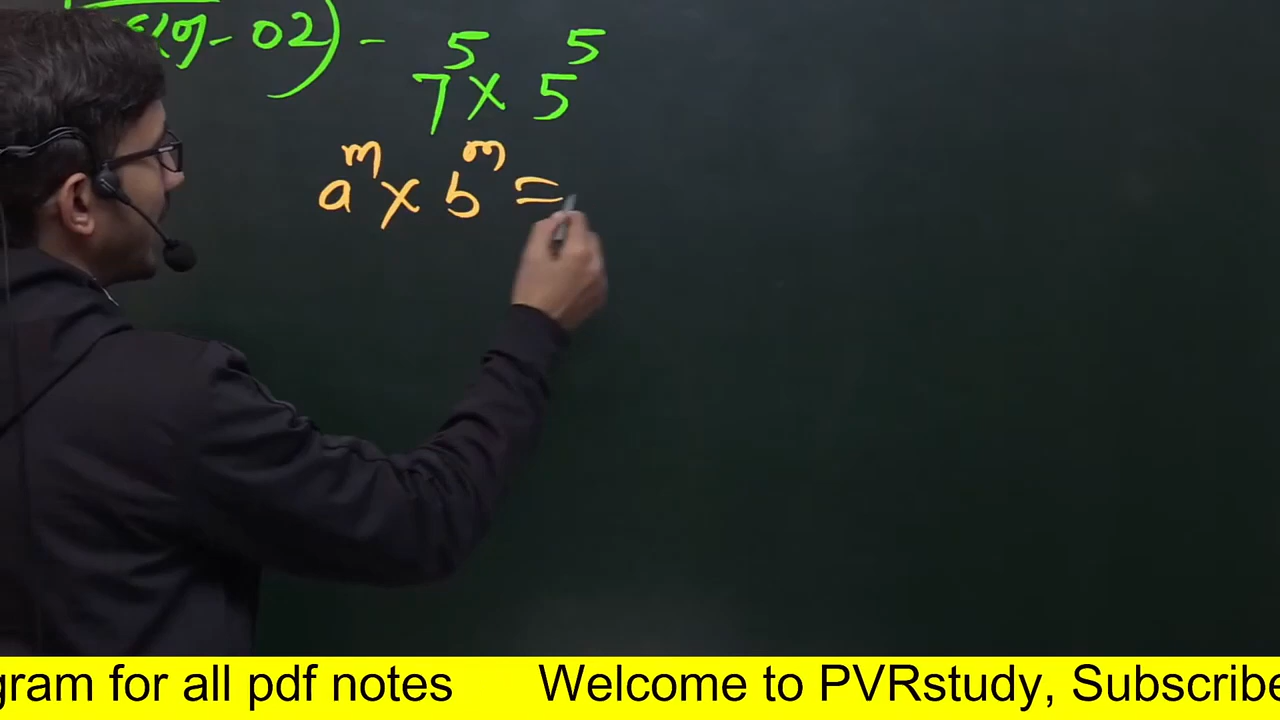 - 02) - 7⁵ × 5⁵
aᵐ × bᵐ =
gram for all pdf notes Welcome to PVRstudy, Subscribe